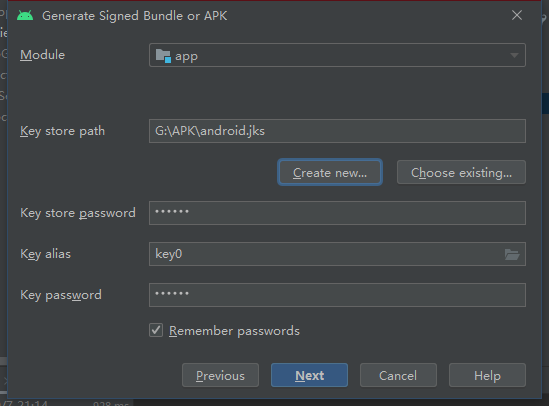 Generate Signed Bundle or APK
Module
app
Key store path
G:\APK\android.jks
Create new...
Choose existing...
Key store password
••••••
Key alias
key0
Key password
••••••
Remember passwords
Previous
Next
Cancel
Help